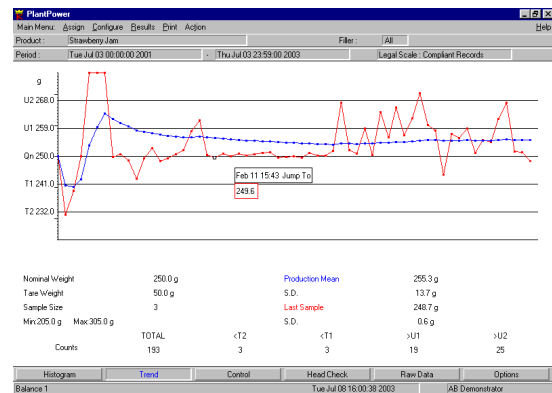 PlantPower
Main Menu: Assign Configure Results Print Action Help
Product : Strawberry Jam Filler : All
Period : Tue Jul 03 00:00:00 2001 - Thu Jul 03 23:59:00 2003 Legal Scale : Compliant Records
g
U2 268.0
U1 259.0
Qn 250.0
T1 241.0
T2 232.0
Feb 11 15:43 Jump To
249.6
Nominal Weight 250.0 g Production Mean 255.3 g
Tare Weight 50.0 g S.D. 13.7 g
Sample Size 3 Last Sample 248.7 g
Min:205.0 g Max:305.0 g S.D. 0.6 g
TOTAL <T2 <T1 >U1 >U2
Counts 193 3 3 19 25
Histogram Trend Control Head Check Raw Data Options
Balance 1 Tue Jul 08 16:00:38 2003 AB Demonstrator